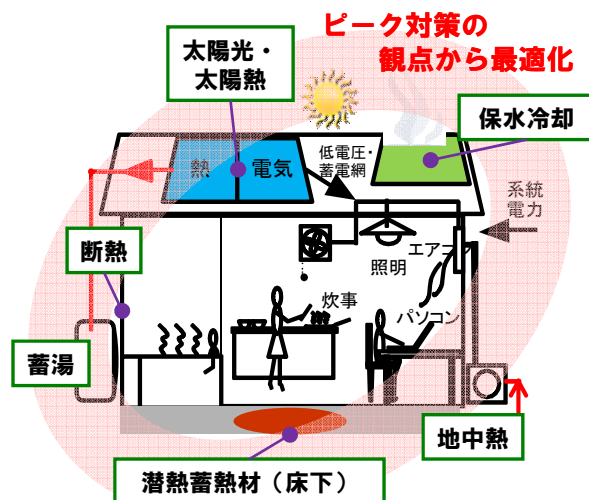 ピーク対策の
観点から最適化
太陽光・
太陽熱
保水冷却
熱
電気
低電圧・
蓄電網
系統
電力
断熱
エアコ
照明
炊事
パソコン
蓄湯
地中熱
潜熱蓄熱材（床下）